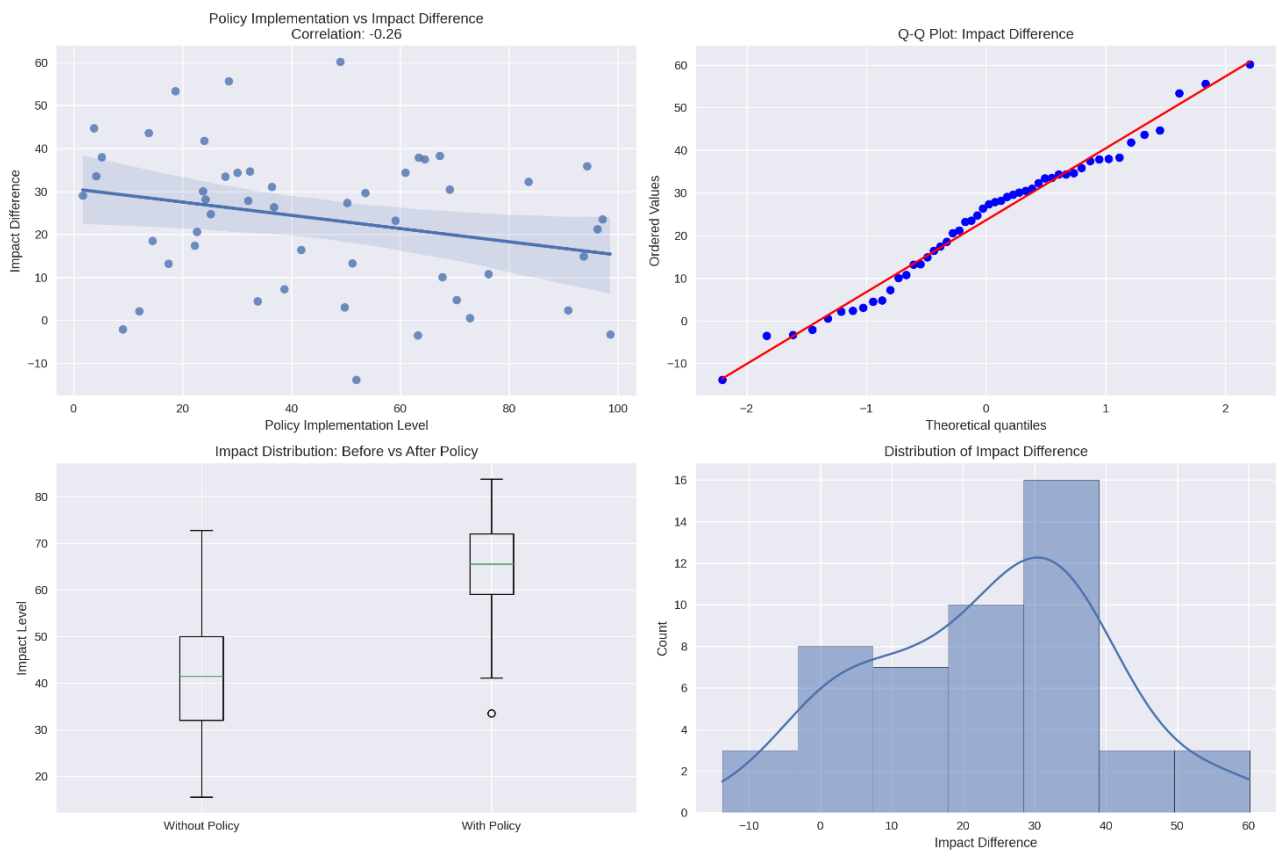 Policy Implementation vs Impact Difference
Correlation: -0.26
Impact Difference
60
50
40
30
20
10
0
−10
0 20 40 60 80 100
Policy Implementation Level
Q-Q Plot: Impact Difference
Ordered Values
60
50
40
30
20
10
0
−10
−2 −1 0 1 2
Theoretical quantiles
Impact Distribution: Before vs After Policy
Impact Level
80
70
60
50
40
30
20
Without Policy With Policy
Distribution of Impact Difference
Count
16
14
12
10
8
6
4
2
0
−10 0 10 20 30 40 50 60
Impact Difference